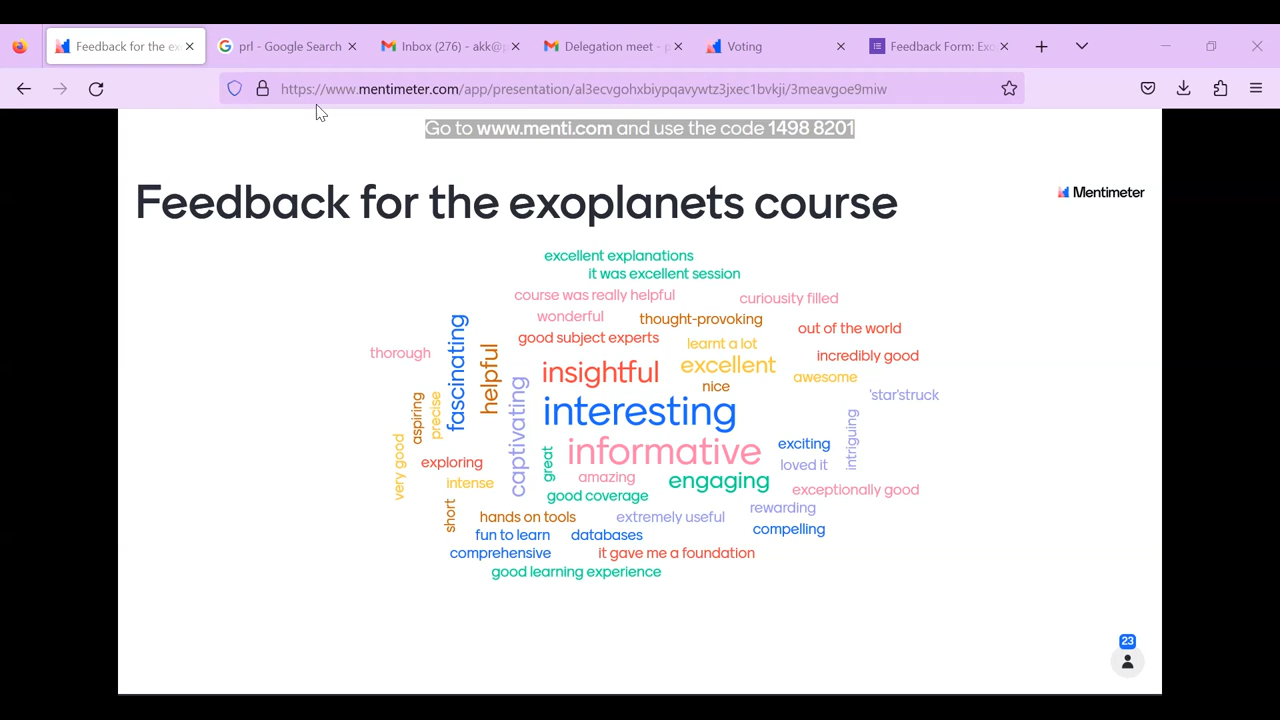 Feedback for the ex
prl - Google Search
Inbox (276) - akk@
Delegation meet - p
Voting
Feedback Form: Exo
https://www.mentimeter.com/app/presentation/al3ecvgohxbiypqavywtz3jxec1bvkji/3meavgoe9miw
Go to www.menti.com and use the code 1498 8201
Feedback for the exoplanets course
Mentimeter
excellent explanations
it was excellent session
course was really helpful
curiousity filled
wonderful
thought-provoking
out of the world
good subject experts
learnt a lot
thorough
fascinating
helpful
insightful
excellent
incredibly good
awesome
nice
captivating
'star'struck
aspiring
precise
interesting
intriguing
very good
exploring
great
informative
exciting
loved it
intense
amazing
engaging
exceptionally good
good coverage
short
hands on tools
extremely useful
rewarding
compelling
fun to learn
databases
comprehensive
it gave me a foundation
good learning experience
23